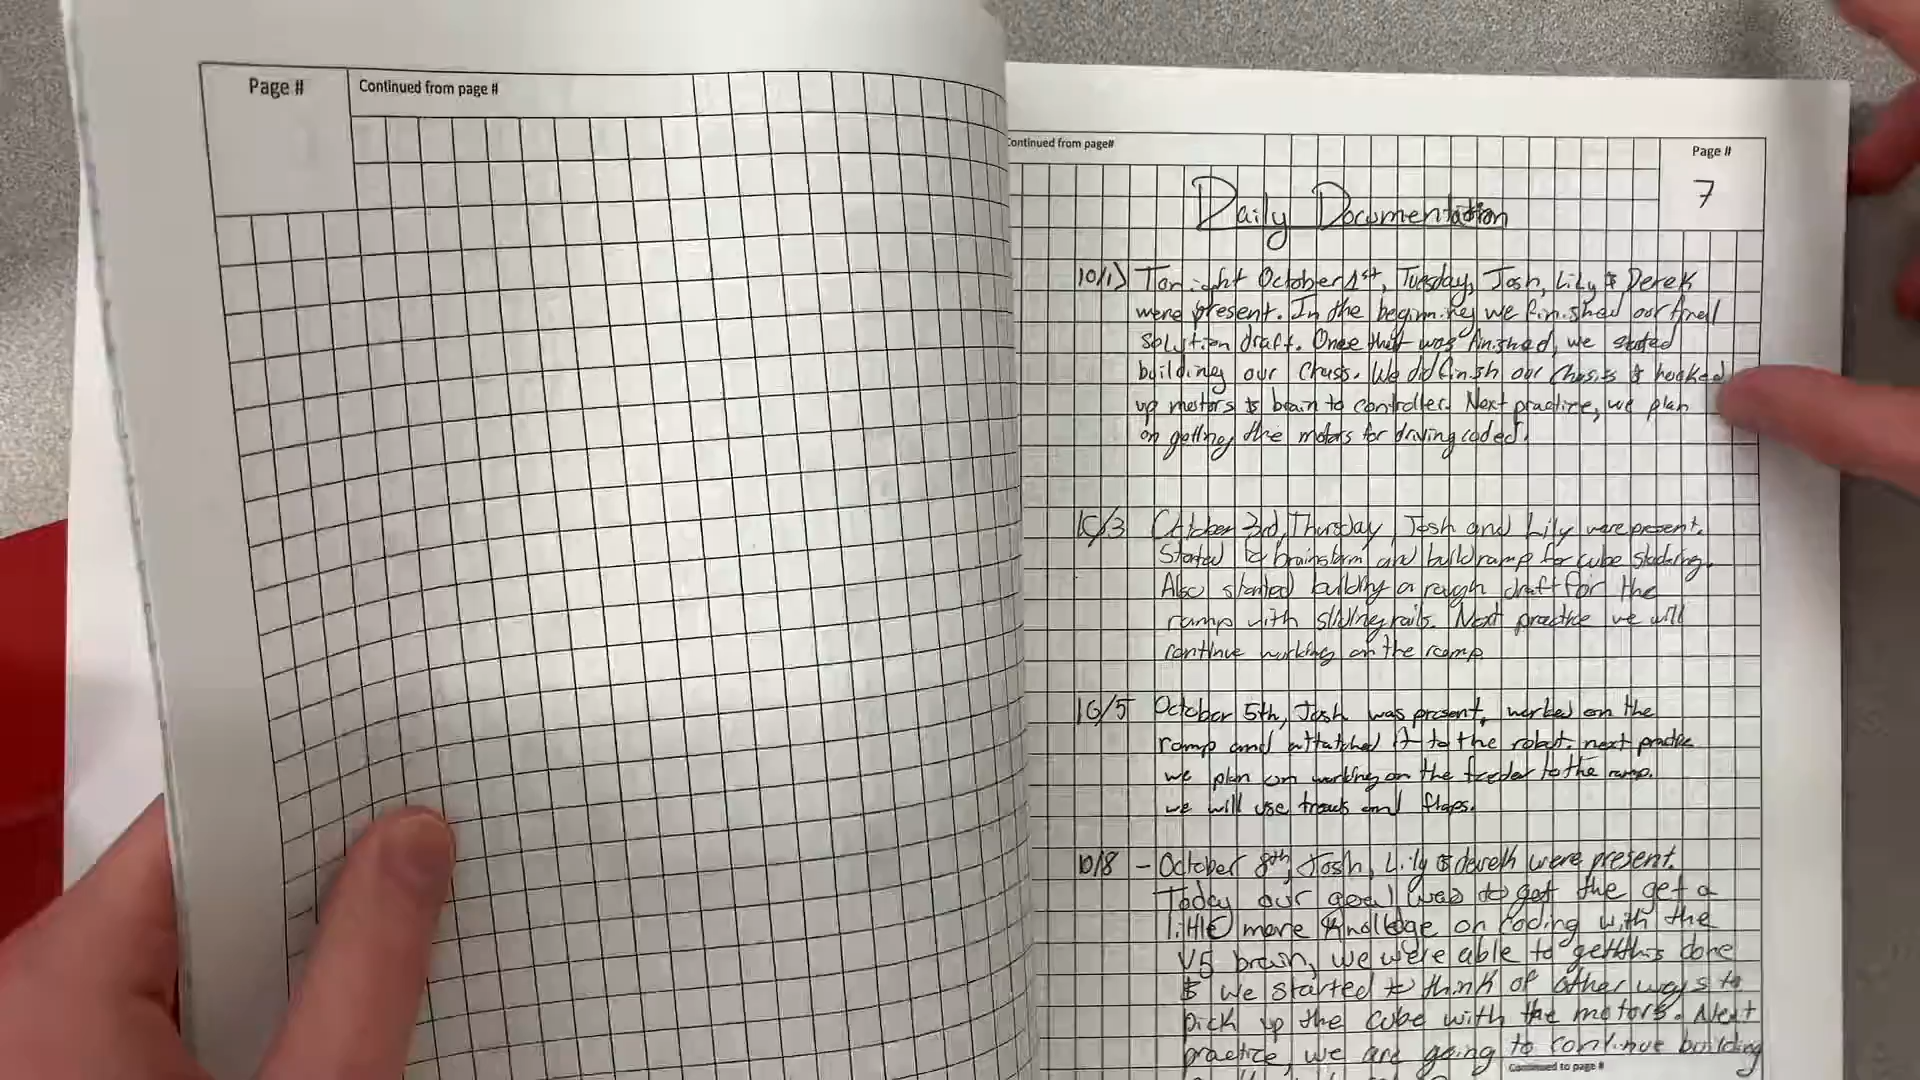 Page #
Continued from page #
Continued from page#
Page #
7
Daily Documentation
10/1) Tonight October 1st, Tuesday, Josh, Lily & Derek
were present. In the beginning we finished our finell
Solution draft. Once that was finished, we stated
building our Chasis. We did finish our Chasis & hooked
up motors & brain to controller. Next practice, we plan
on getting the motors for driving coded.
10/3 October 3rd, Thursday, Josh and Lily were present.
Started to brainstorm and build ramp for cube stacking.
Also started building a rough draft for the
ramp with sliding rails. Next practice we will
continue working on the ramp
10/5 October 5th, Josh was present, worked on the
ramp and attatched it to the robot. next practice
we plan on working on the feeder to the ramp.
we will use treads and flaps.
10/8 - October 8th, Josh, Lily & dereck were present.
Today our goal was to get the get a
little more knolledge on coding with the
V5 brain, we were able to get this done
& we started to think of other ways to
pick up the cube with the motors. Next
practice, we are going to continue building
Continued to page #